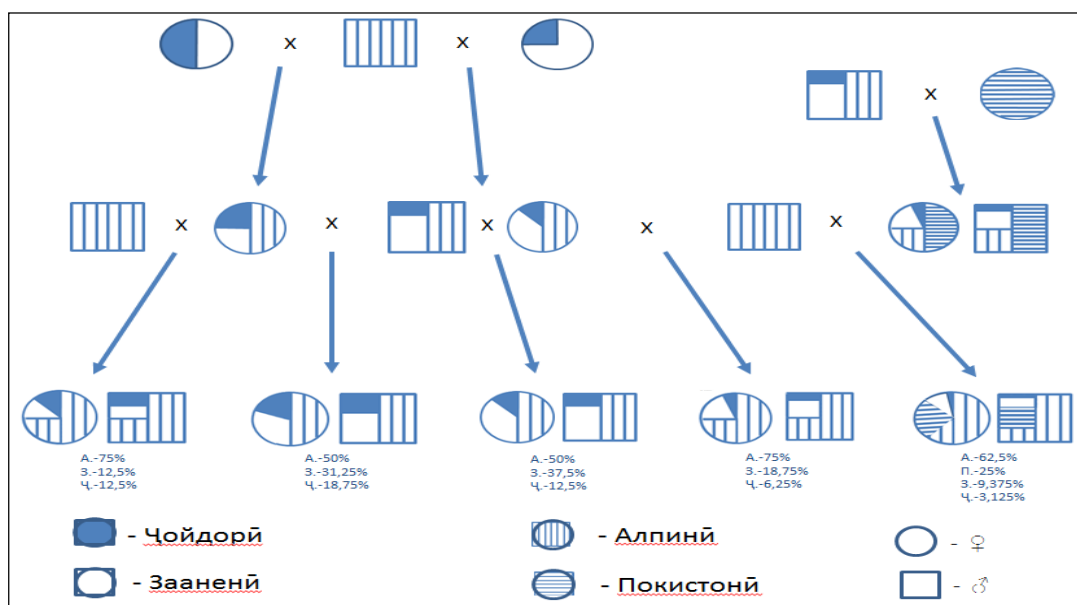 x x
x
x x x x x
А.-75%
З.-12,5%
Ҷ.-12,5%
А.-50%
З.-31,25%
Ҷ.-18,75%
А.-50%
З.-37,5%
Ҷ.-12,5%
А.-75%
З.-18,75%
Ҷ.-6,25%
А.-62,5%
П.-25%
З.-9,375%
Ҷ.-3,125%
- Ҷойдорӣ
- Зааненӣ
- Алпинӣ
- Покистонӣ
- ♀
- ♂